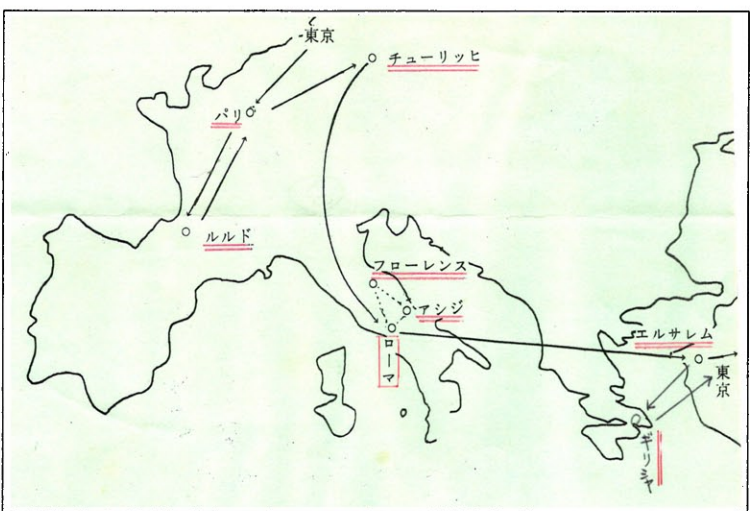 東京
チューリッヒ
パリ
ルルド
フローレンス
アシジ
ローマ
エルサレム
東京
ギリシャ